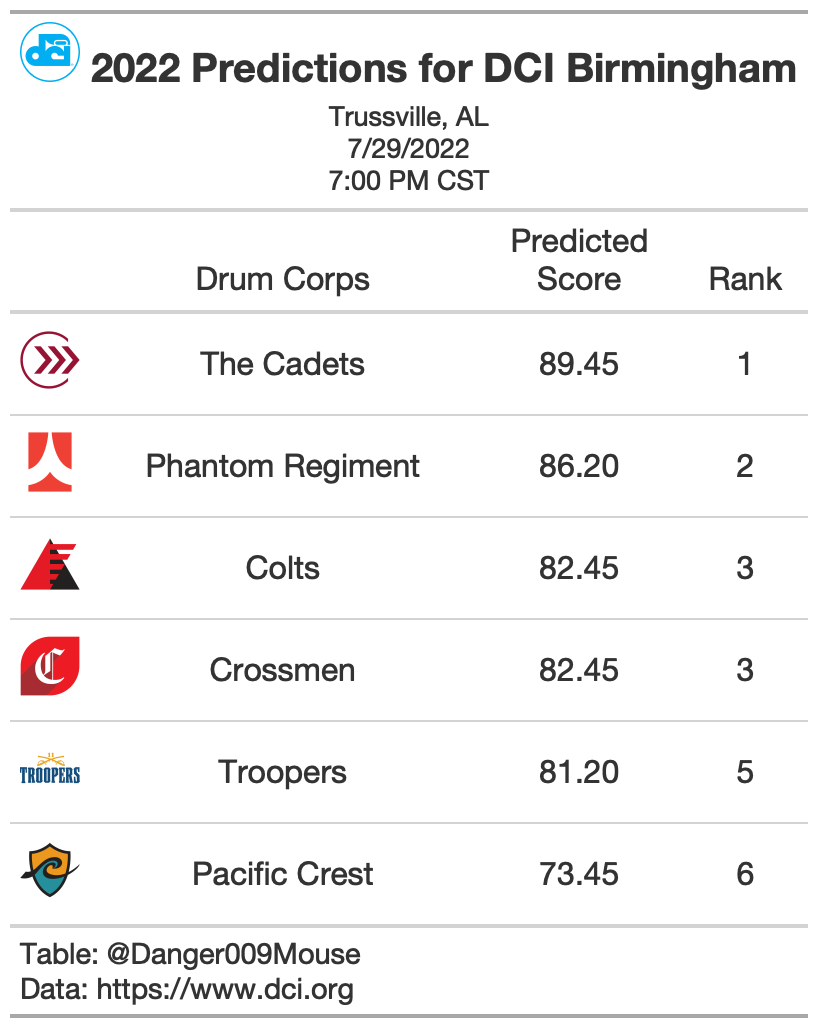 dci
2022 Predictions for DCI Birmingham
Trussville, AL
7/29/2022
7:00 PM CST
Drum Corps Predicted Score Rank
The Cadets 89.45 1
Phantom Regiment 86.20 2
Colts 82.45 3
C Crossmen 82.45 3
TROOPERS Troopers 81.20 5
Pacific Crest 73.45 6
Table: @Danger009Mouse
Data: https://www.dci.org